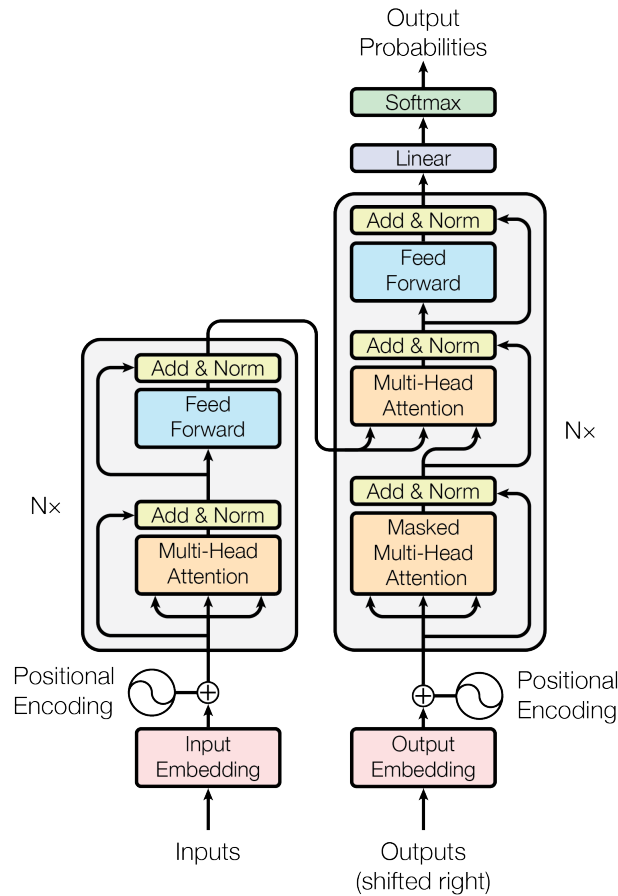 Output
Probabilities
Softmax
Linear
Add & Norm
Feed
Forward
Add & Norm
Multi-Head
Attention
Add & Norm
Masked
Multi-Head
Attention
N×
Add & Norm
Feed
Forward
Add & Norm
Multi-Head
Attention
N×
Positional
Encoding
Positional
Encoding
Input
Embedding
Output
Embedding
Inputs
Outputs
(shifted right)